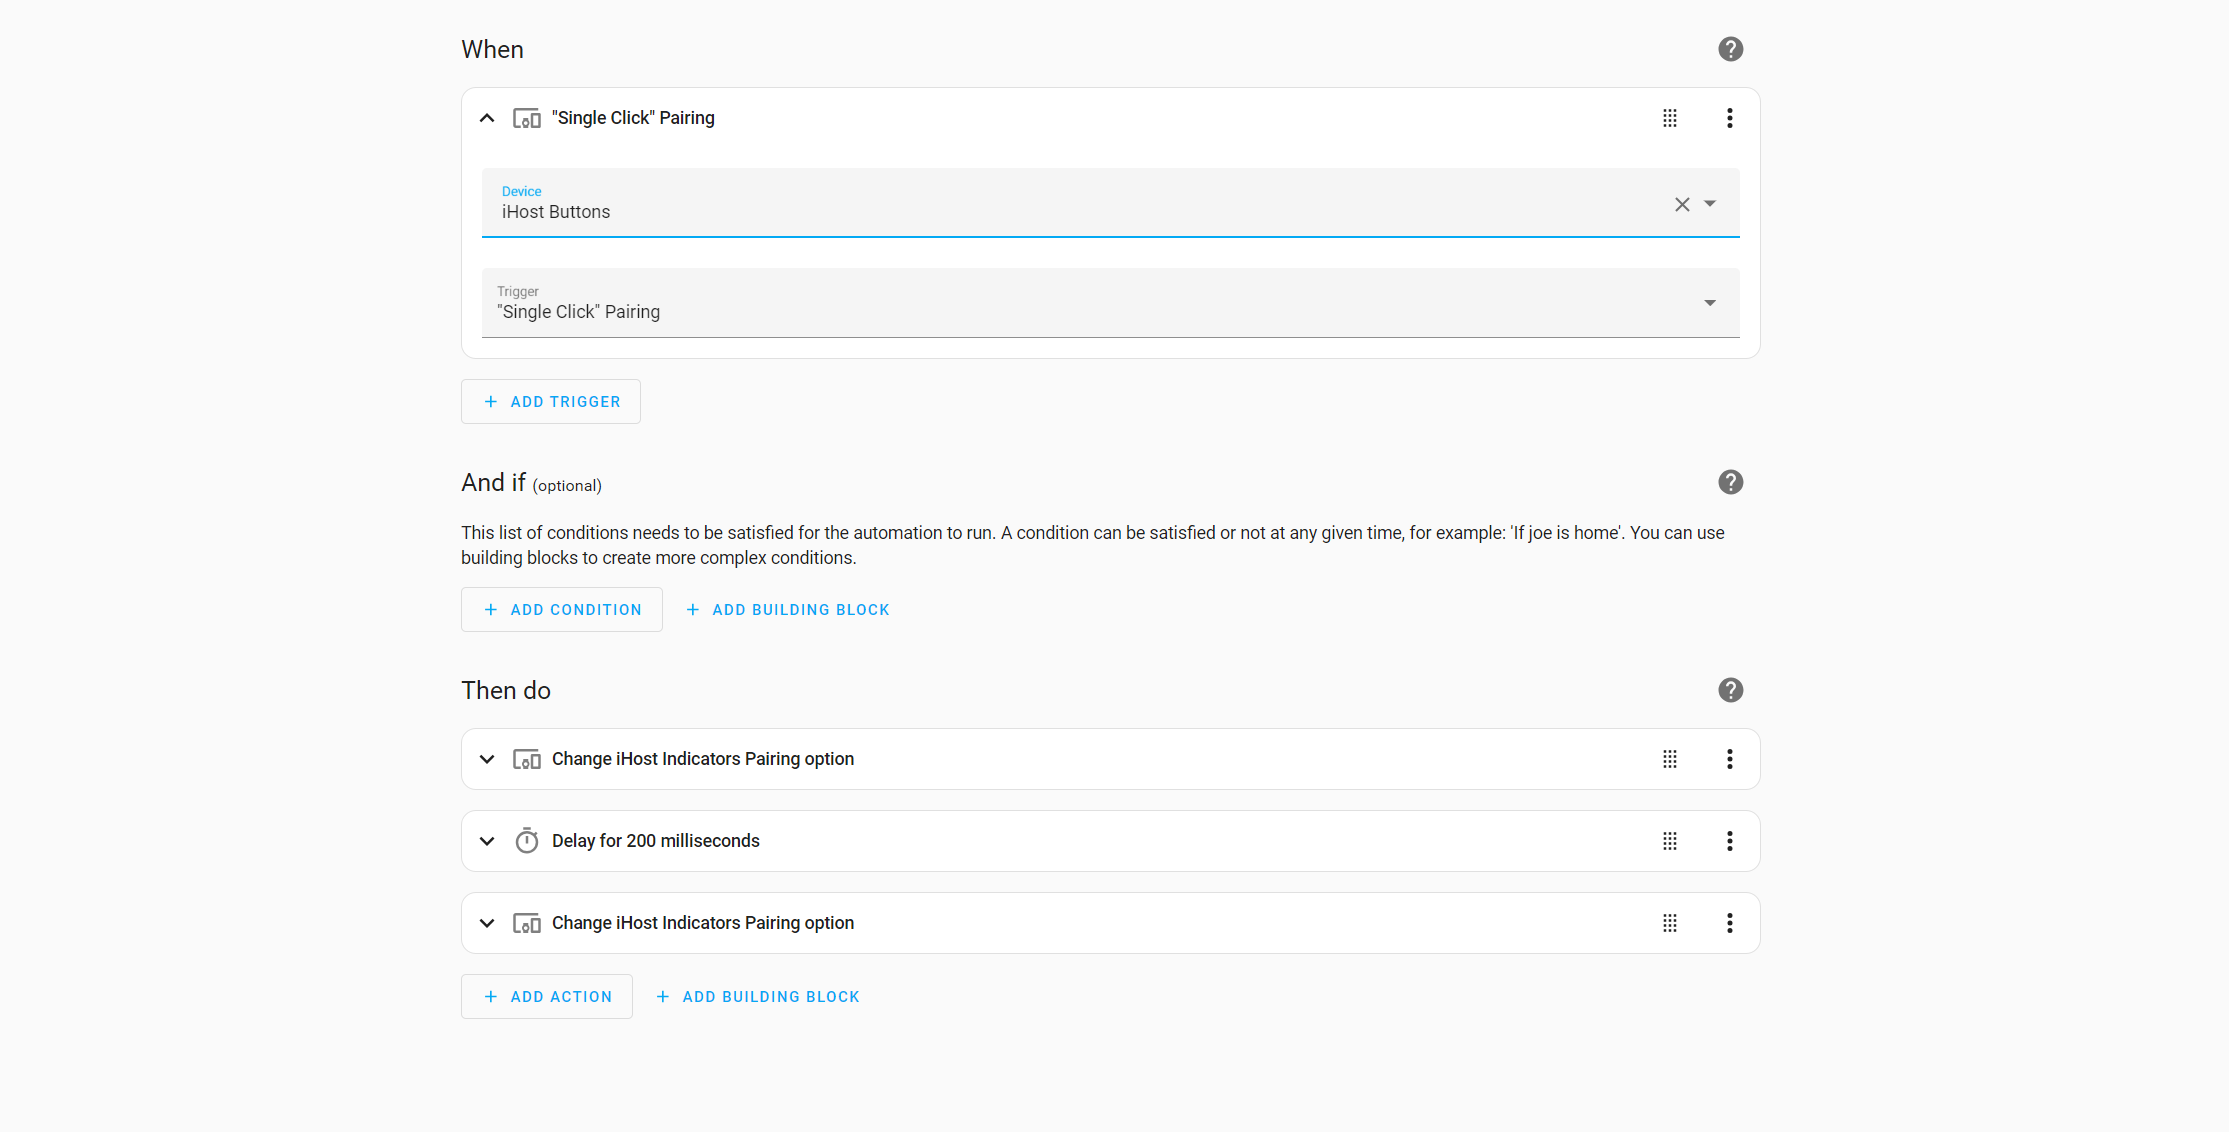 When
"Single Click" Pairing
Device
iHost Buttons
Trigger
"Single Click" Pairing
+ ADD TRIGGER
And if (optional)
This list of conditions needs to be satisfied for the automation to run. A condition can be satisfied or not at any given time, for example: 'If joe is home'. You can use
building blocks to create more complex conditions.
+ ADD CONDITION + ADD BUILDING BLOCK
Then do
Change iHost Indicators Pairing option
Delay for 200 milliseconds
Change iHost Indicators Pairing option
+ ADD ACTION + ADD BUILDING BLOCK